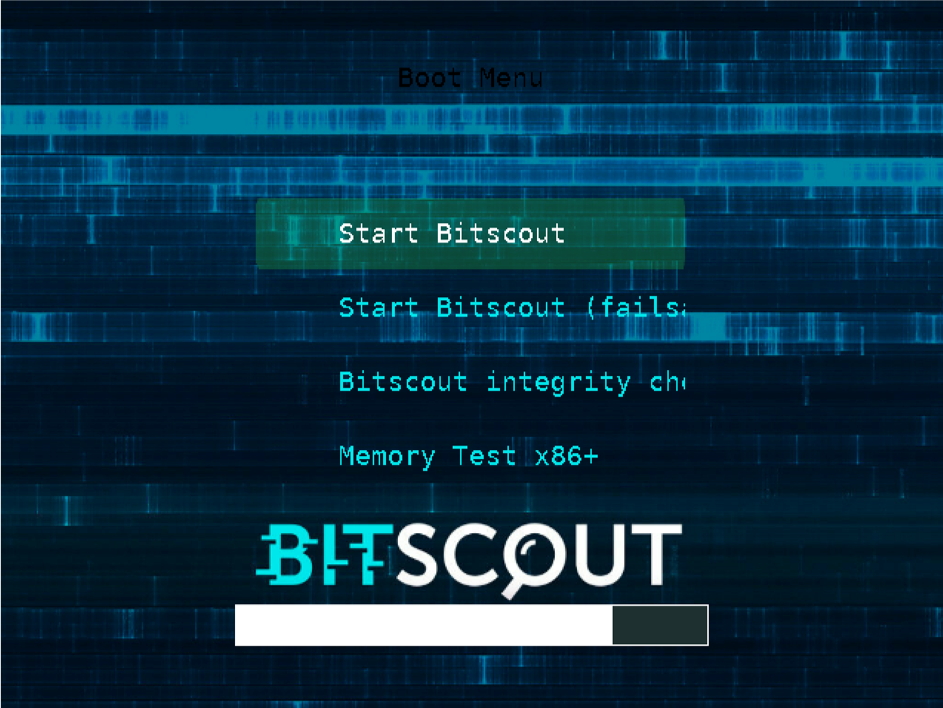 Boot Menu
Start Bitscout
Start Bitscout (fails
Bitscout integrity ch
Memory Test x86+
BITSCOUT